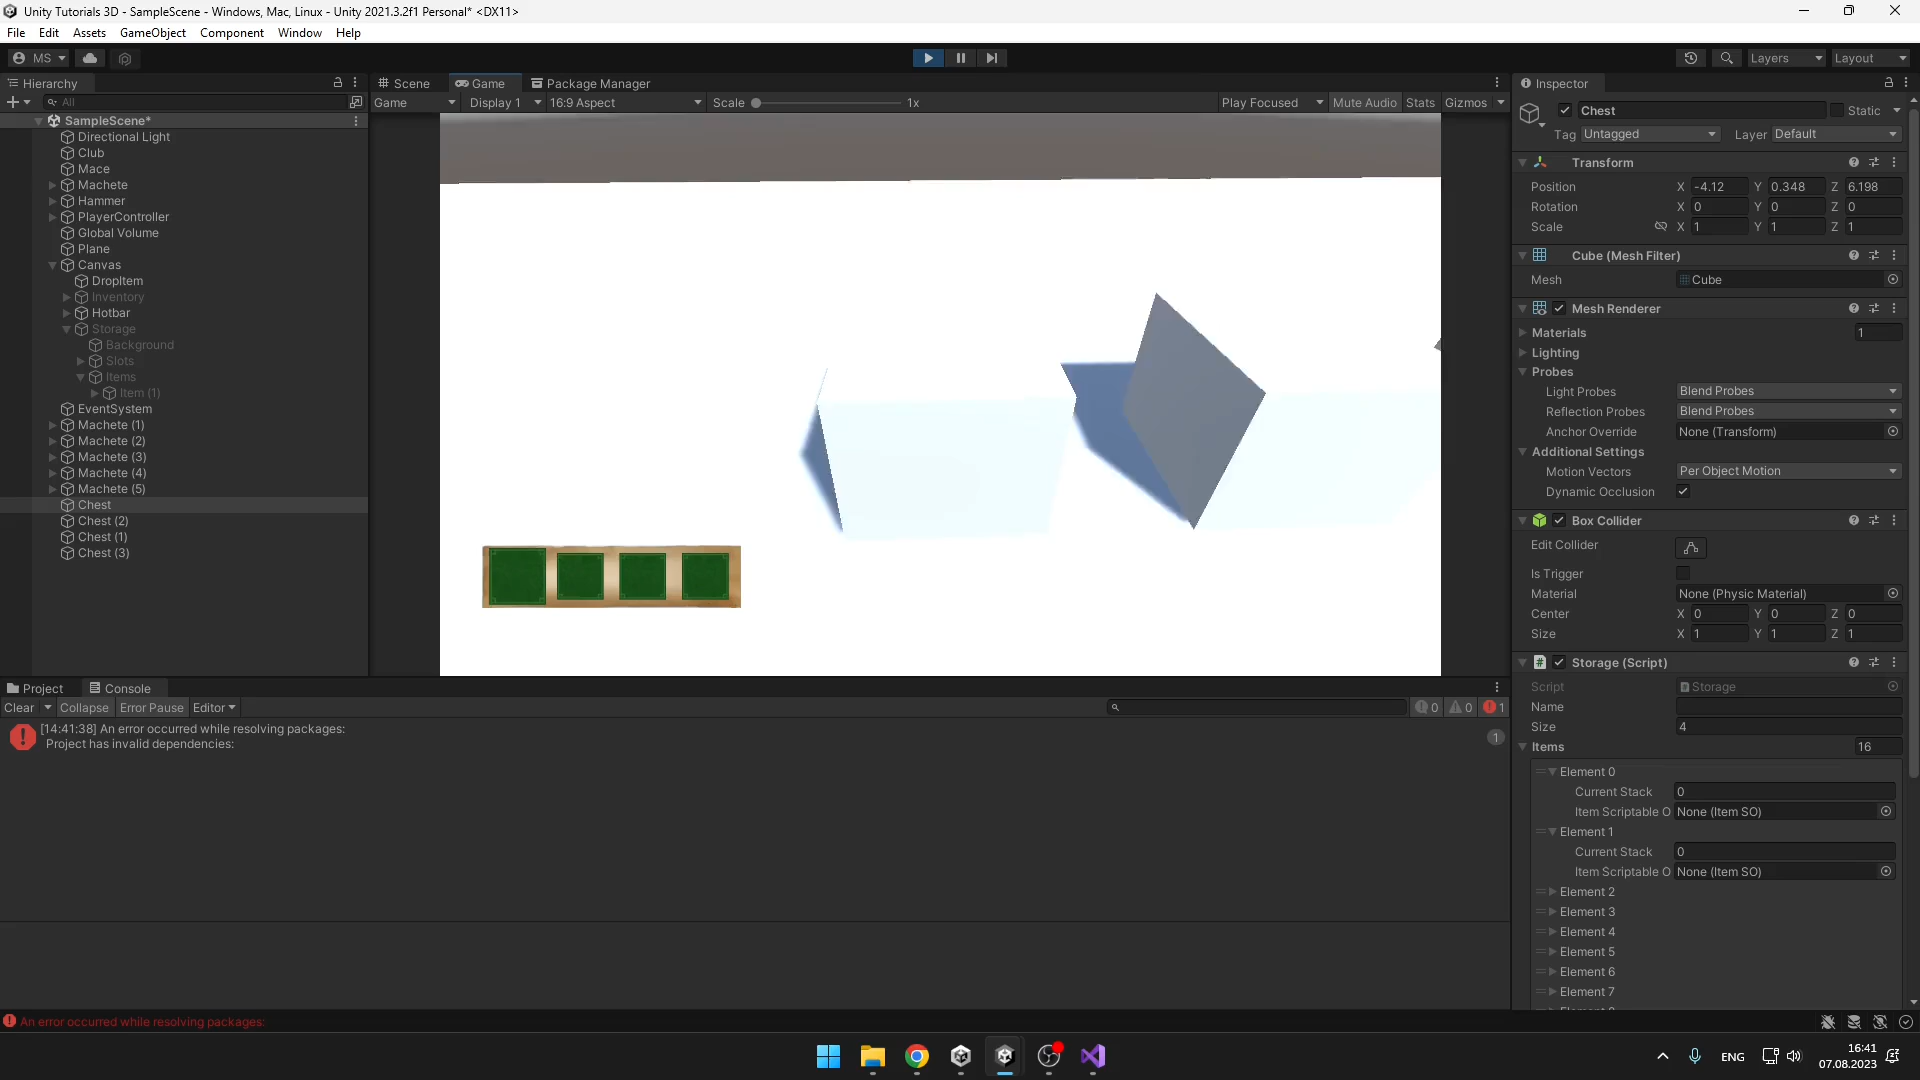 Unity Tutorials 3D - SampleScene - Windows, Mac, Linux - Unity 2021.3.2f1 Personal* <DX11>
File Edit Assets GameObject Component Window Help
MS Layers Layout
Hierarchy Scene Game Package Manager Inspector
All Game Display 1 16:9 Aspect Scale 1x Play Focused Mute Audio Stats Gizmos
SampleScene*
Directional Light
Club
Mace
Machete
Hammer
PlayerController
Global Volume
Plane
Canvas
DropItem
Inventory
Hotbar
Storage
Background
Slots
Items
Item (1)
EventSystem
Machete (1)
Machete (2)
Machete (3)
Machete (4)
Machete (5)
Chest
Chest (2)
Chest (1)
Chest (3)
Chest Static
Tag Untagged Layer Default
Transform
Position X -4.12 Y 0.348 Z 6.198
Rotation X 0 Y 0 Z 0
Scale X 1 Y 1 Z 1
Cube (Mesh Filter)
Mesh Cube
Mesh Renderer
Materials 1
Lighting
Probes
Light Probes Blend Probes
Reflection Probes Blend Probes
Anchor Override None (Transform)
Additional Settings
Motion Vectors Per Object Motion
Dynamic Occlusion
Box Collider
Edit Collider
Is Trigger
Material None (Physic Material)
Center X 0 Y 0 Z 0
Size X 1 Y 1 Z 1
Storage (Script)
Script Storage
Name
Size 4
Items 16
Element 0
Current Stack 0
Item Scriptable O None (Item SO)
Element 1
Current Stack 0
Item Scriptable O None (Item SO)
Element 2
Element 3
Element 4
Element 5
Element 6
Element 7
Project Console
Clear Collapse Error Pause Editor 0 0 1
[14:41:38] An error occurred while resolving packages:
Project has invalid dependencies:
1
An error occurred while resolving packages:
ENG 16:41
07.08.2023